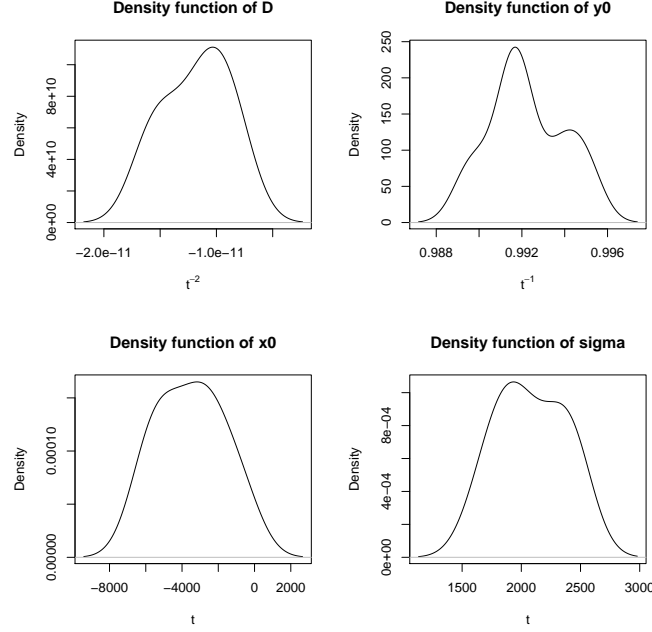 Density function of D
Density
0e+00 4e+10 8e+10
−2.0e−11 −1.0e−11
t−2
Density function of y0
Density
0 50 100 150 200 250
0.988 0.992 0.996
t−1
Density function of x0
Density
0.00000 0.00010
−8000 −4000 0 2000
t
Density function of sigma
Density
0e+00 4e−04 8e−04
1500 2000 2500 3000
t